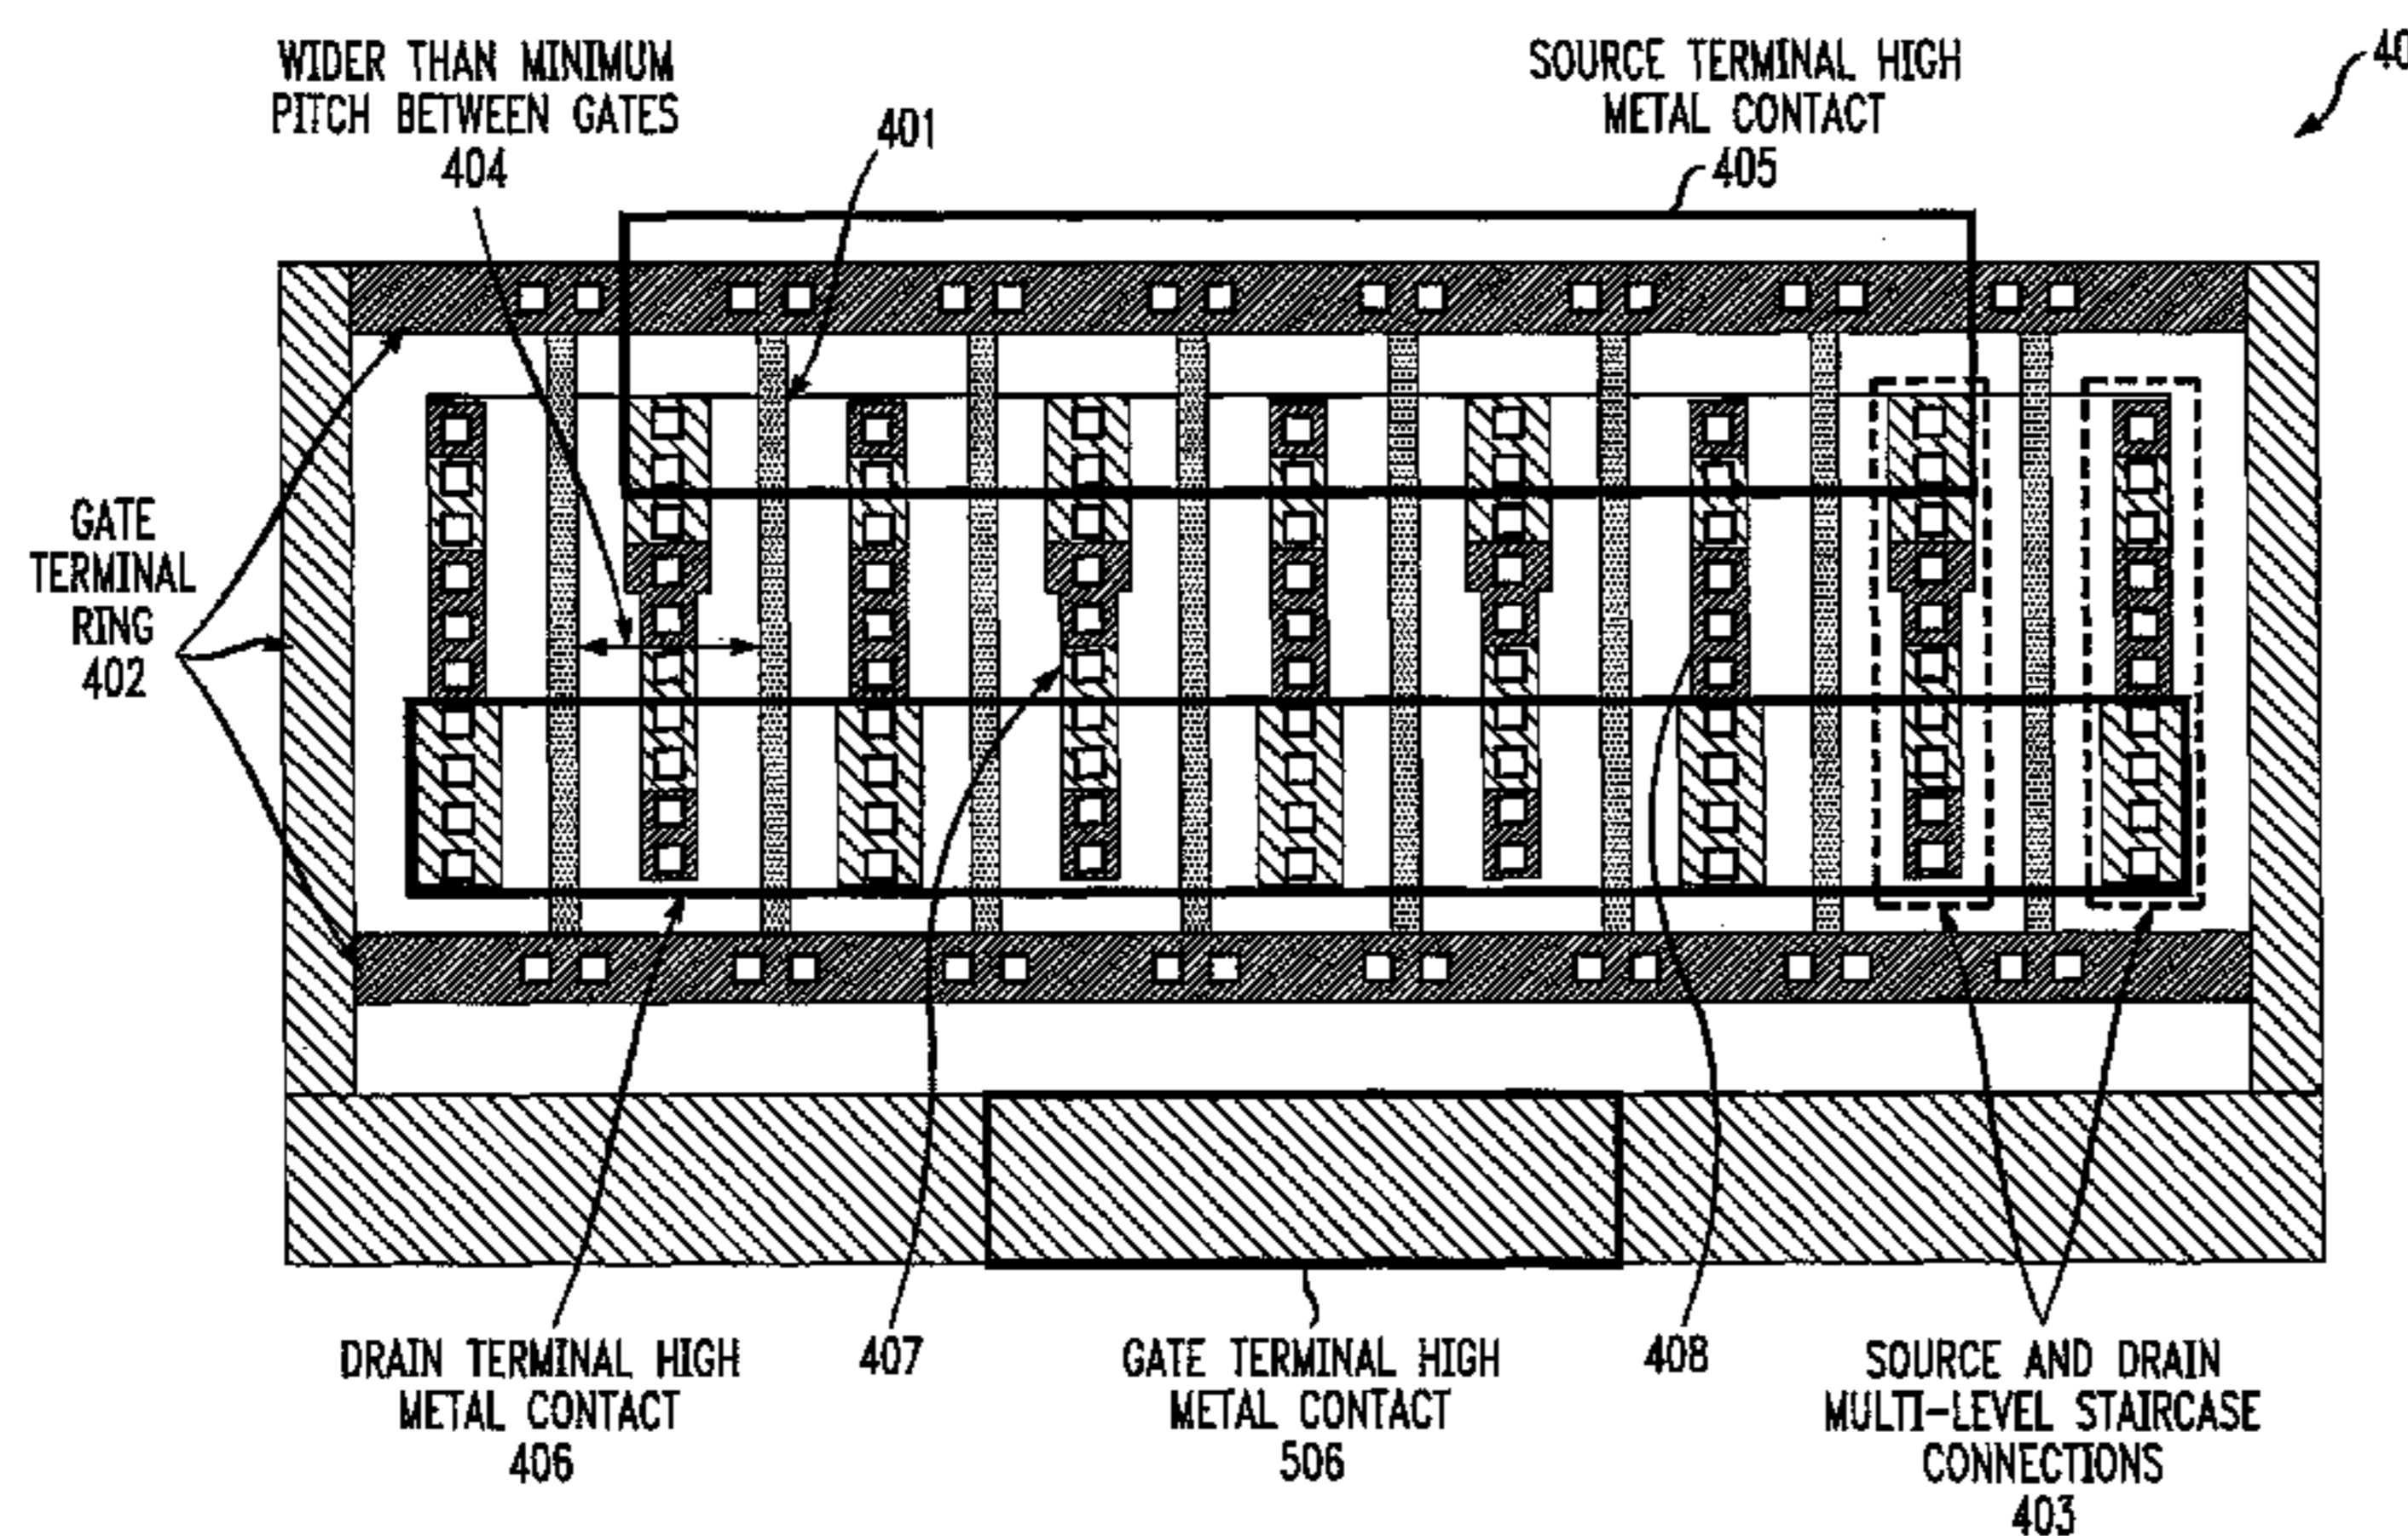 WIDER THAN MINIMUM
PITCH BETWEEN GATES
404
401
SOURCE TERMINAL HIGH
METAL CONTACT
405
40
GATE
TERMINAL
RING
402
DRAIN TERMINAL HIGH
METAL CONTACT
406
407
GATE TERMINAL HIGH
METAL CONTACT
506
408
SOURCE AND DRAIN
MULTI-LEVEL STAIRCASE
CONNECTIONS
403